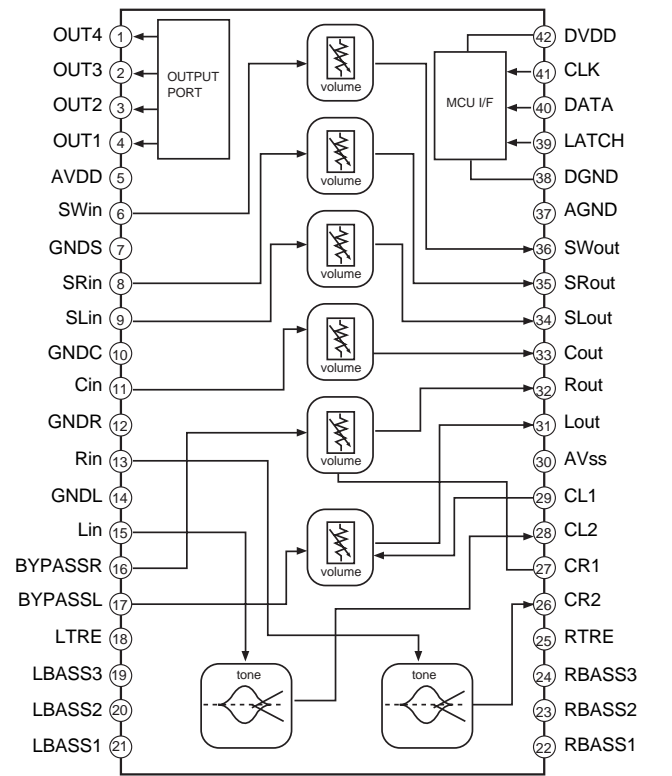 OUT4 1
OUT3 2
OUT2 3
OUT1 4
AVDD 5
SWin 6
GNDS 7
SRin 8
SLin 9
GNDC 10
Cin 11
GNDR 12
Rin 13
GNDL 14
Lin 15
BYPASSR 16
BYPASSL 17
LTRE 18
LBASS3 19
LBASS2 20
LBASS1 21
OUTPUT
PORT
volume
volume
volume
volume
volume
volume
tone
tone
MCU I/F
42 DVDD
41 CLK
40 DATA
39 LATCH
38 DGND
37 AGND
36 SWout
35 SRout
34 SLout
33 Cout
32 Rout
31 Lout
30 AVss
29 CL1
28 CL2
27 CR1
26 CR2
25 RTRE
24 RBASS3
23 RBASS2
22 RBASS1